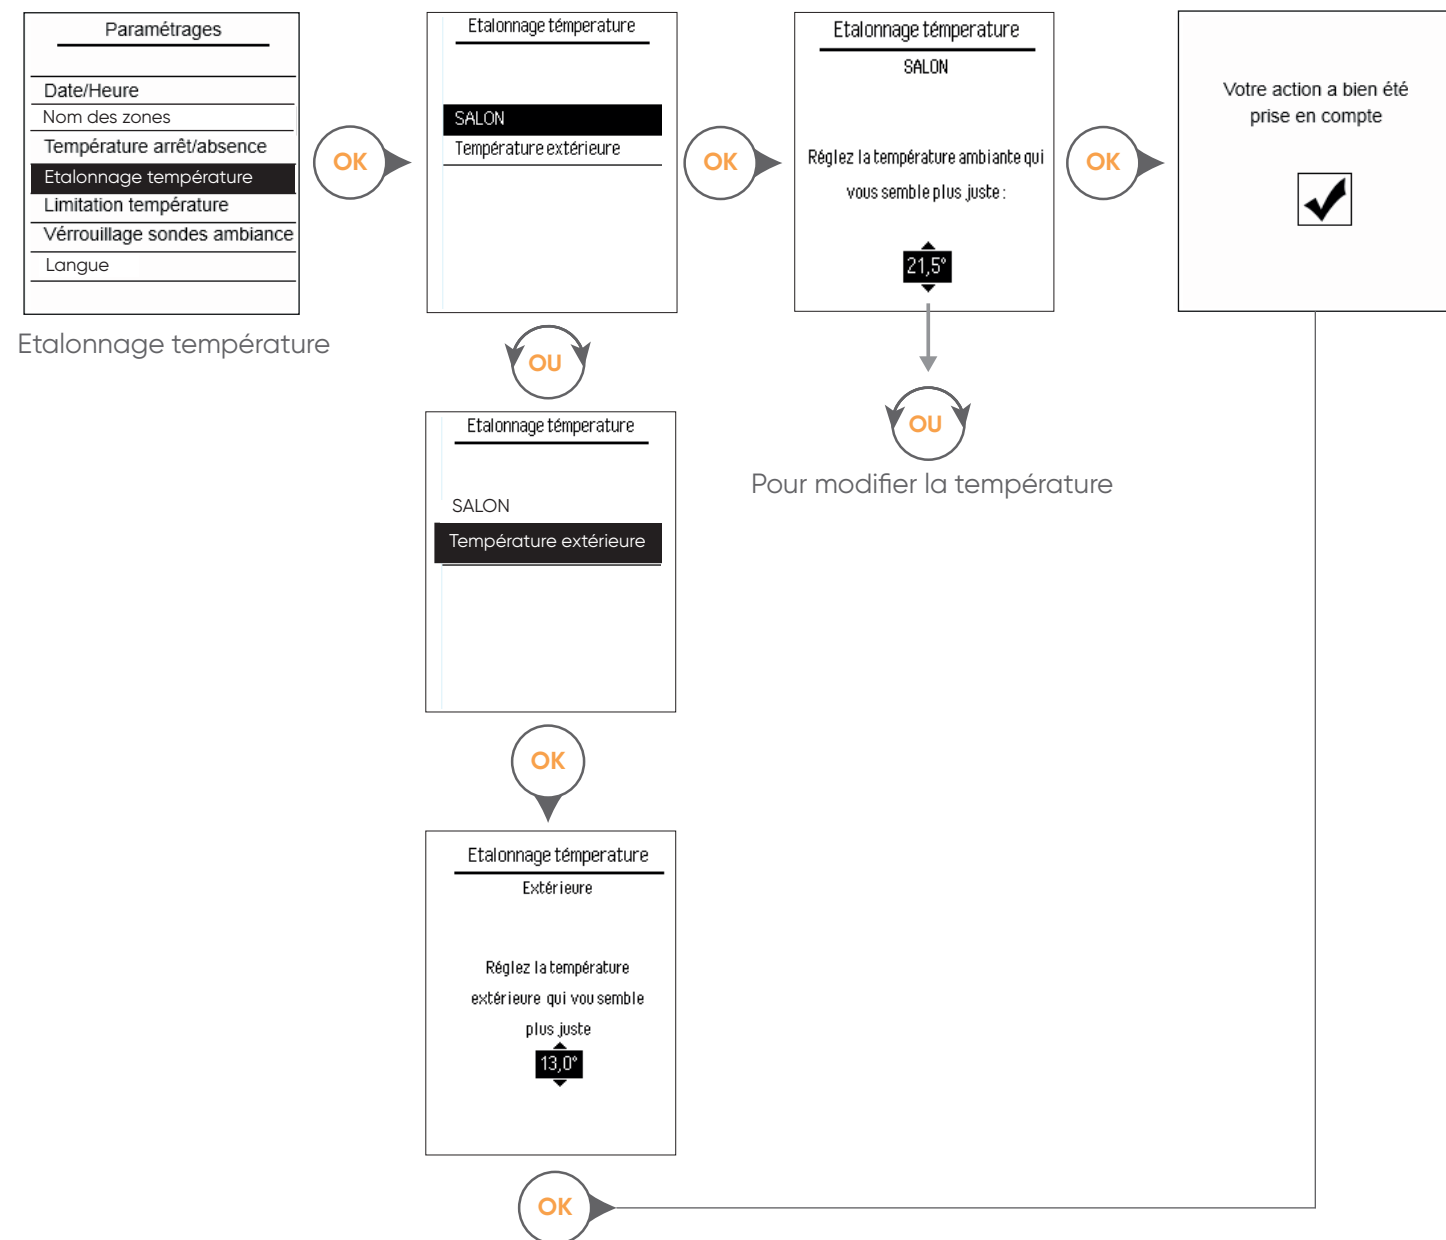 Paramétrages
Date/Heure
Nom des zones
Température arrêt/absence
Etalonnage température
Limitation température
Vérrouillage sondes ambiance
Langue
Etalonnage température
OK
Etalonnage témperature
SALON
Température extérieure
OK
Etalonnage témperature
SALON
Réglez la température ambiante qui
vous semble plus juste :
21,5°
OK
Votre action a bien été
prise en compte
OU
OU
Pour modifier la température
Etalonnage témperature
SALON
Température extérieure
OK
Etalonnage témperature
Extérieure
Réglez la température
extérieure qui vou semble
plus juste
13,0°
OK